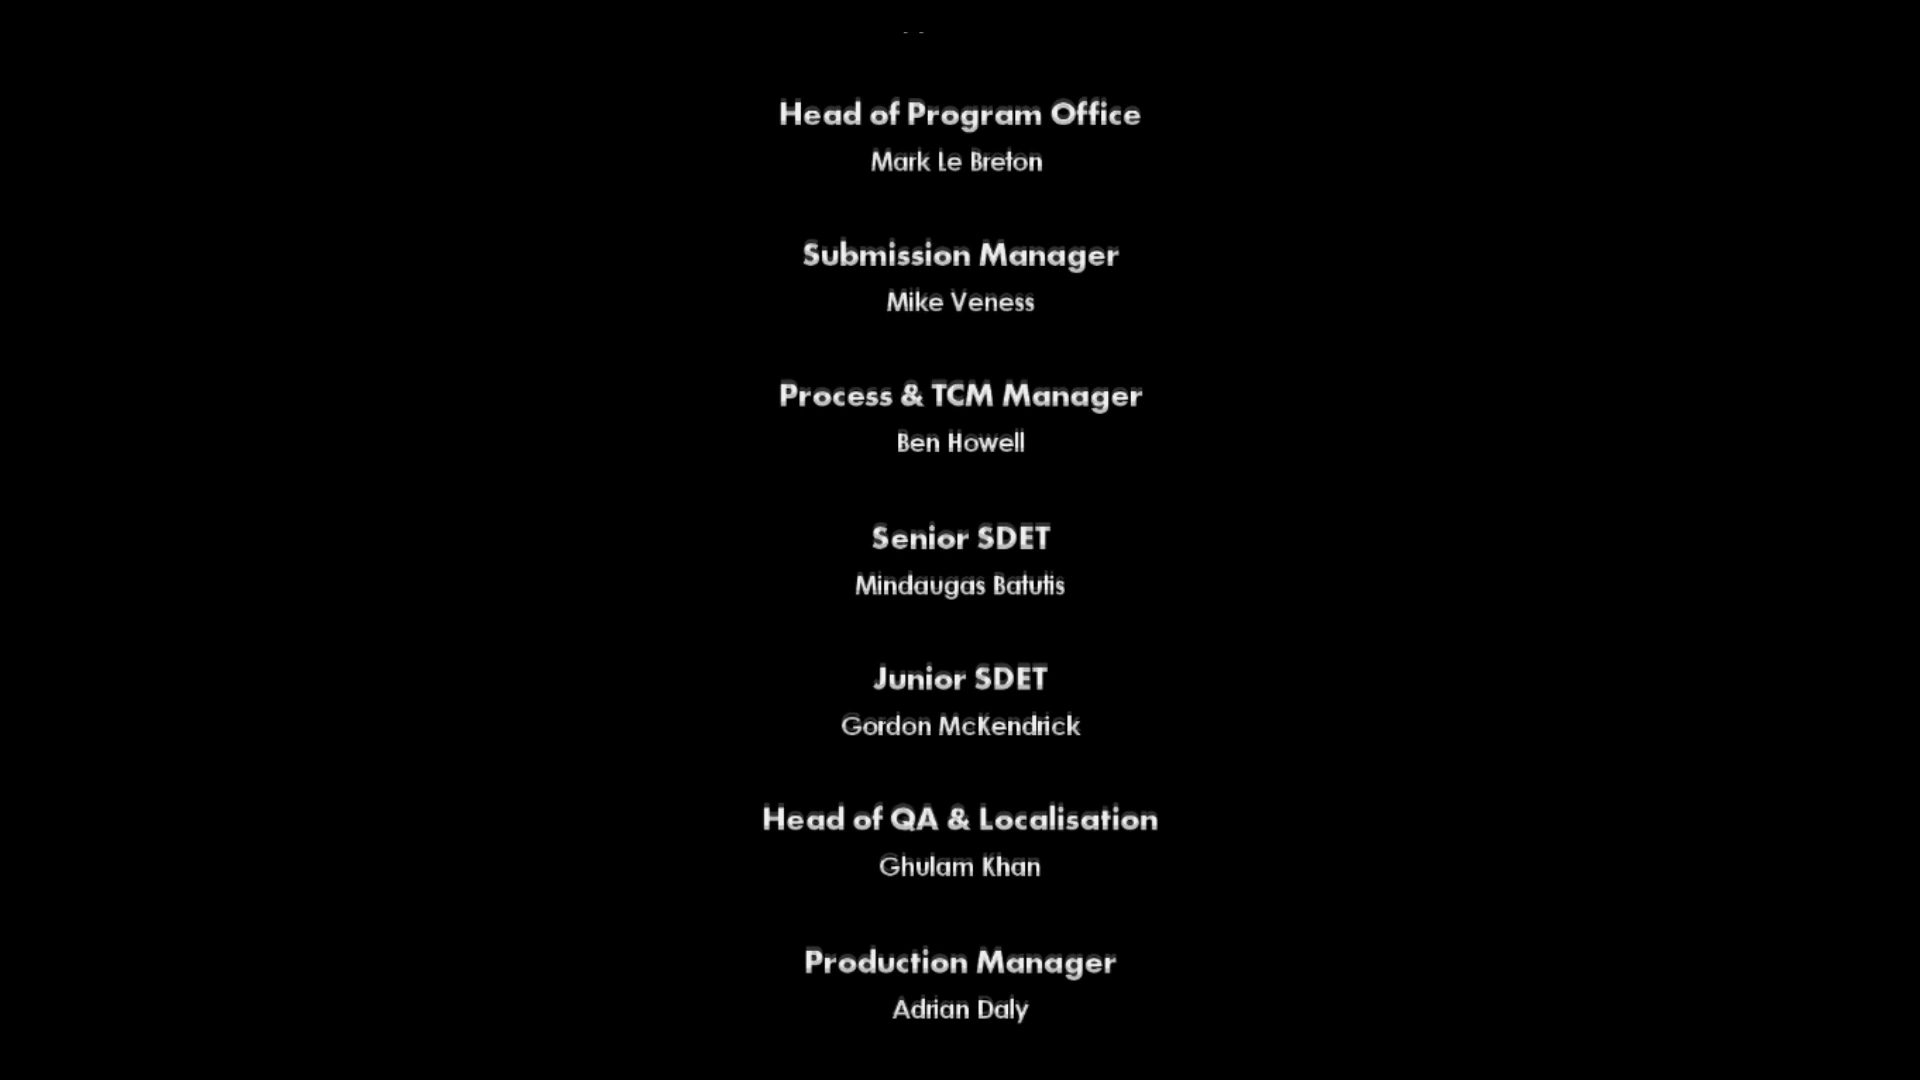 Head of Program Office
Mark Le Breton
Submission Manager
Mike Veness
Process & TCM Manager
Ben Howell
Senior SDET
Mindaugas Batutis
Junior SDET
Gordon McKendrick
Head of QA & Localisation
Ghulam Khan
Production Manager
Adrian Daly